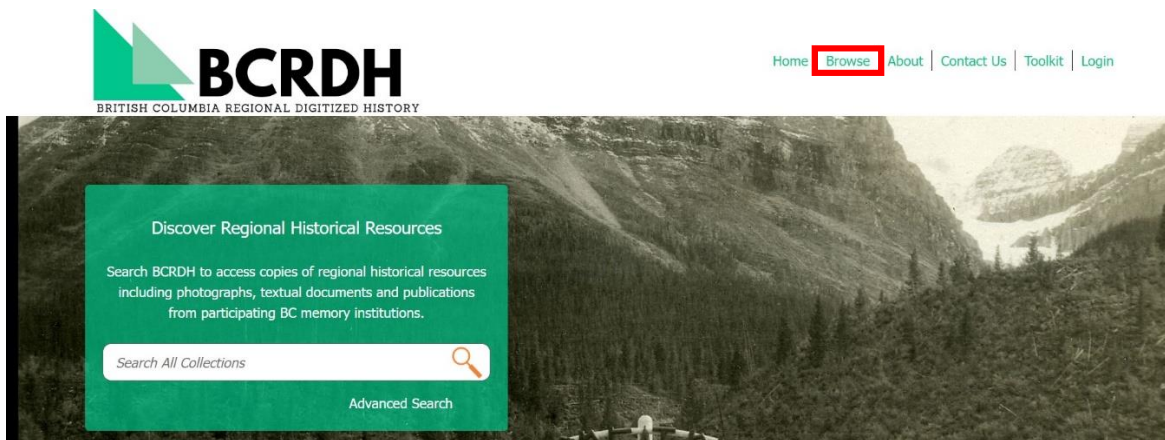 BCRDH
BRITISH COLUMBIA REGIONAL DIGITIZED HISTORY
Home Browse About | Contact Us | Toolkit | Login
Discover Regional Historical Resources
Search BCRDH to access copies of regional historical resources
including photographs, textual documents and publications
from participating BC memory institutions.
Search All Collections
Advanced Search